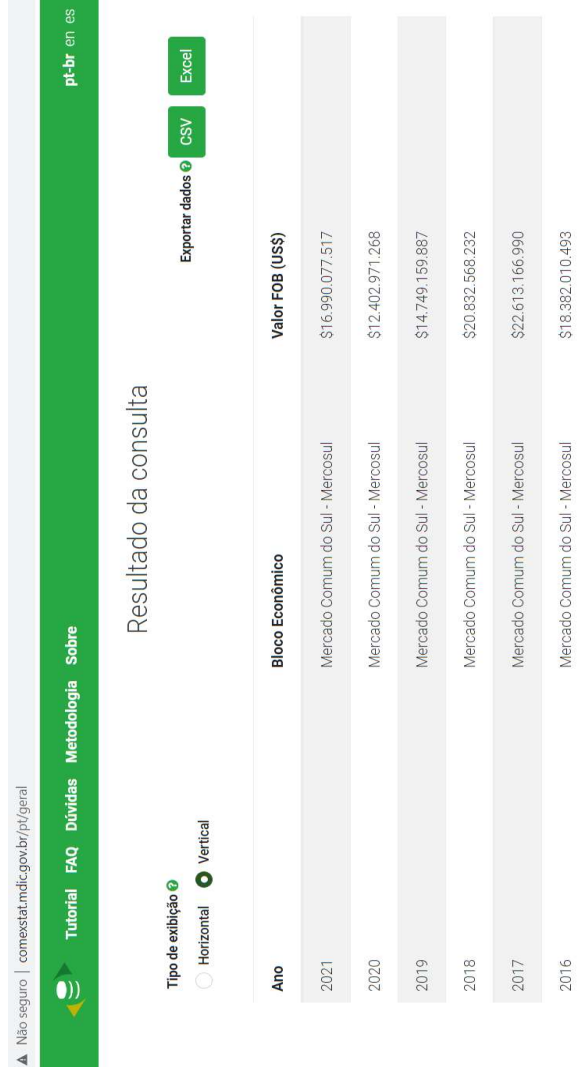 Não seguro | comexstat.mdic.gov.br/pt/geral
Tutorial FAQ Dúvidas Metodologia Sobre pt-br en es
Resultado da consulta
Tipo de exibição ? Exportar dados ? CSV Excel
Horizontal Vertical
Ano Bloco Econômico Valor FOB (US$)
2021 Mercado Comum do Sul - Mercosul $16.990.077.517
2020 Mercado Comum do Sul - Mercosul $12.402.971.268
2019 Mercado Comum do Sul - Mercosul $14.749.159.887
2018 Mercado Comum do Sul - Mercosul $20.832.568.232
2017 Mercado Comum do Sul - Mercosul $22.613.166.990
2016 Mercado Comum do Sul - Mercosul $18.382.010.493